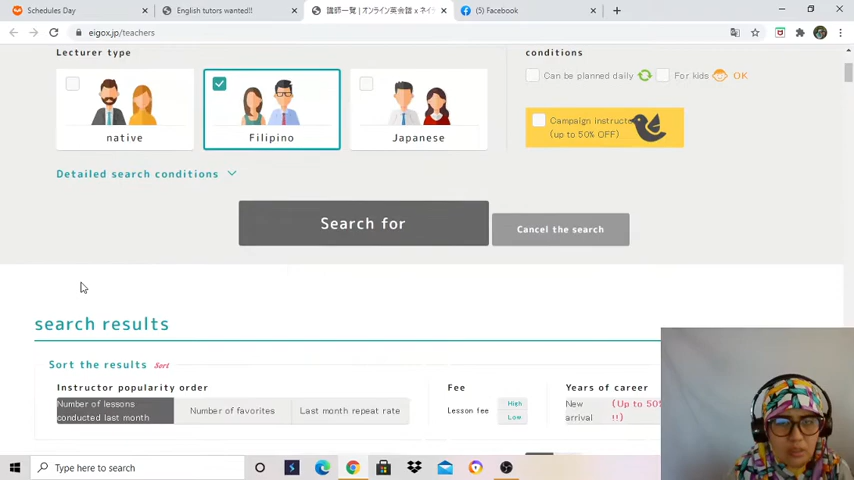 Schedules Day
English tutors wanted!!
講師一覧 | オンライン英会話 x ネイ
(5) Facebook
eigox.jp/teachers
Lecturer type
conditions
Can be planned daily
For kids
OK
native
Filipino
Japanese
Campaign instructo
(up to 50% OFF)
Detailed search conditions
Search for
Cancel the search
search results
Sort the results Sort
Instructor popularity order
Fee
Years of career
Number of lessons
conducted last month
Number of favorites
Last month repeat rate
Lesson fee
High
Low
New
arrival
(Up to 50%
!!)
Type here to search